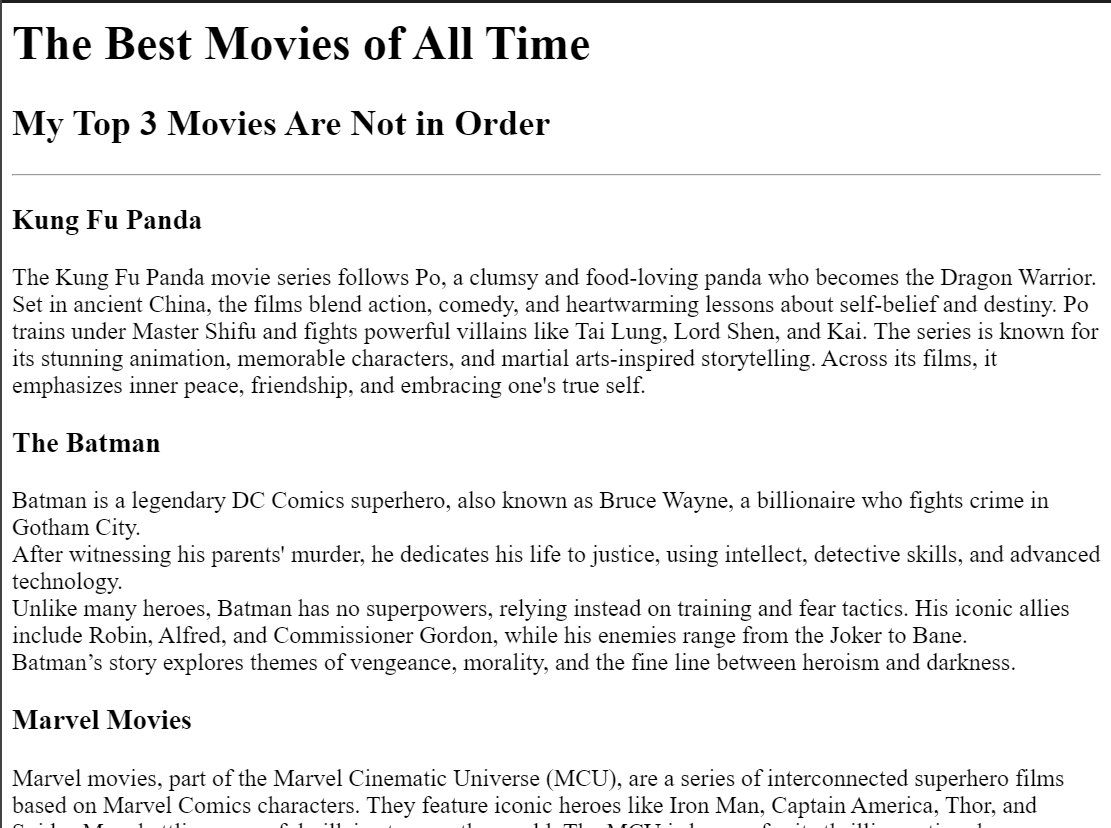 The Best Movies of All Time
My Top 3 Movies Are Not in Order
Kung Fu Panda
The Kung Fu Panda movie series follows Po, a clumsy and food-loving panda who becomes the Dragon Warrior.
Set in ancient China, the films blend action, comedy, and heartwarming lessons about self-belief and destiny. Po
trains under Master Shifu and fights powerful villains like Tai Lung, Lord Shen, and Kai. The series is known for
its stunning animation, memorable characters, and martial arts-inspired storytelling. Across its films, it
emphasizes inner peace, friendship, and embracing one's true self.
The Batman
Batman is a legendary DC Comics superhero, also known as Bruce Wayne, a billionaire who fights crime in
Gotham City.
After witnessing his parents' murder, he dedicates his life to justice, using intellect, detective skills, and advanced
technology.
Unlike many heroes, Batman has no superpowers, relying instead on training and fear tactics. His iconic allies
include Robin, Alfred, and Commissioner Gordon, while his enemies range from the Joker to Bane.
Batman’s story explores themes of vengeance, morality, and the fine line between heroism and darkness.
Marvel Movies
Marvel movies, part of the Marvel Cinematic Universe (MCU), are a series of interconnected superhero films
based on Marvel Comics characters. They feature iconic heroes like Iron Man, Captain America, Thor, and